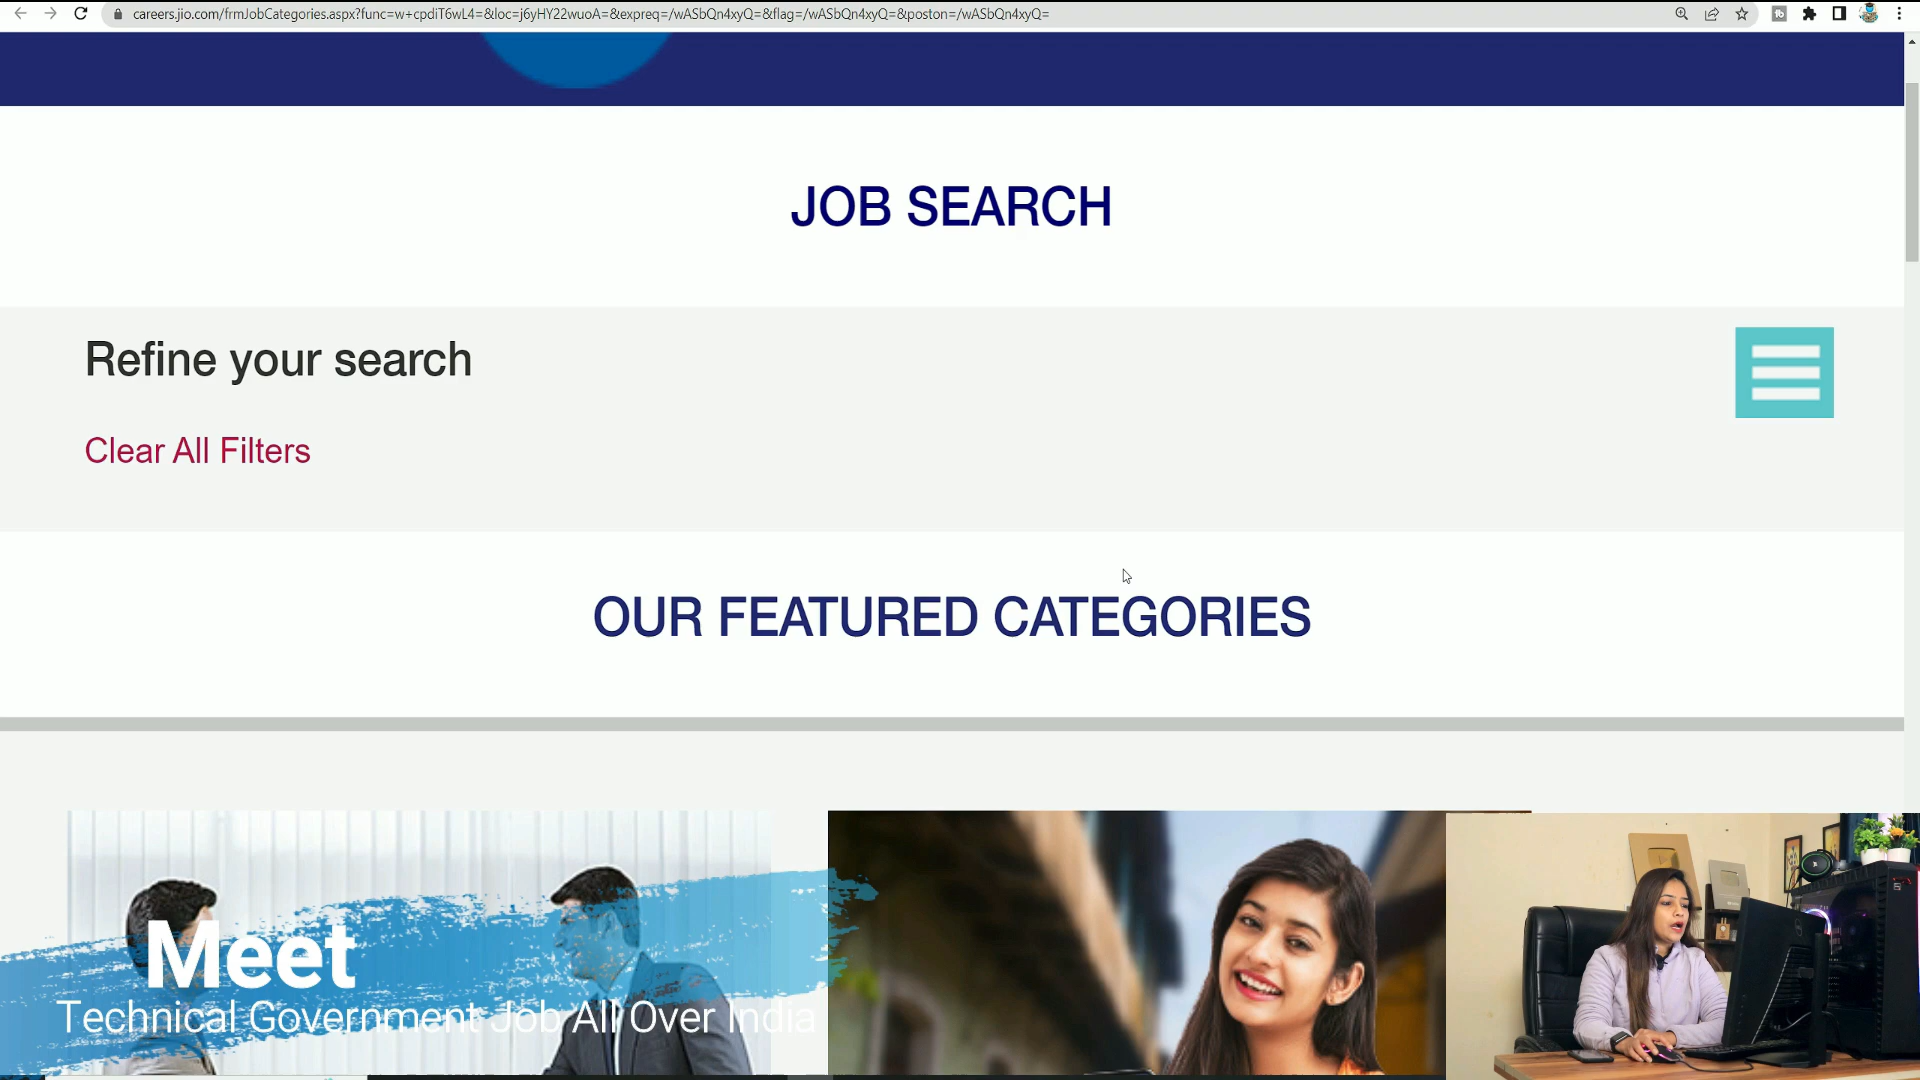 careers.jio.com/frmJobCategories.aspx?func=w+cpdiT6wL4=&loc=j6yHY22wuoA=&expreq=/wASbQn4xyQ=&flag=/wASbQn4xyQ=&poston=/wASbQn4xyQ=
JOB SEARCH
Refine your search
Clear All Filters
OUR FEATURED CATEGORIES
Meet
Technical Government Job All Over India